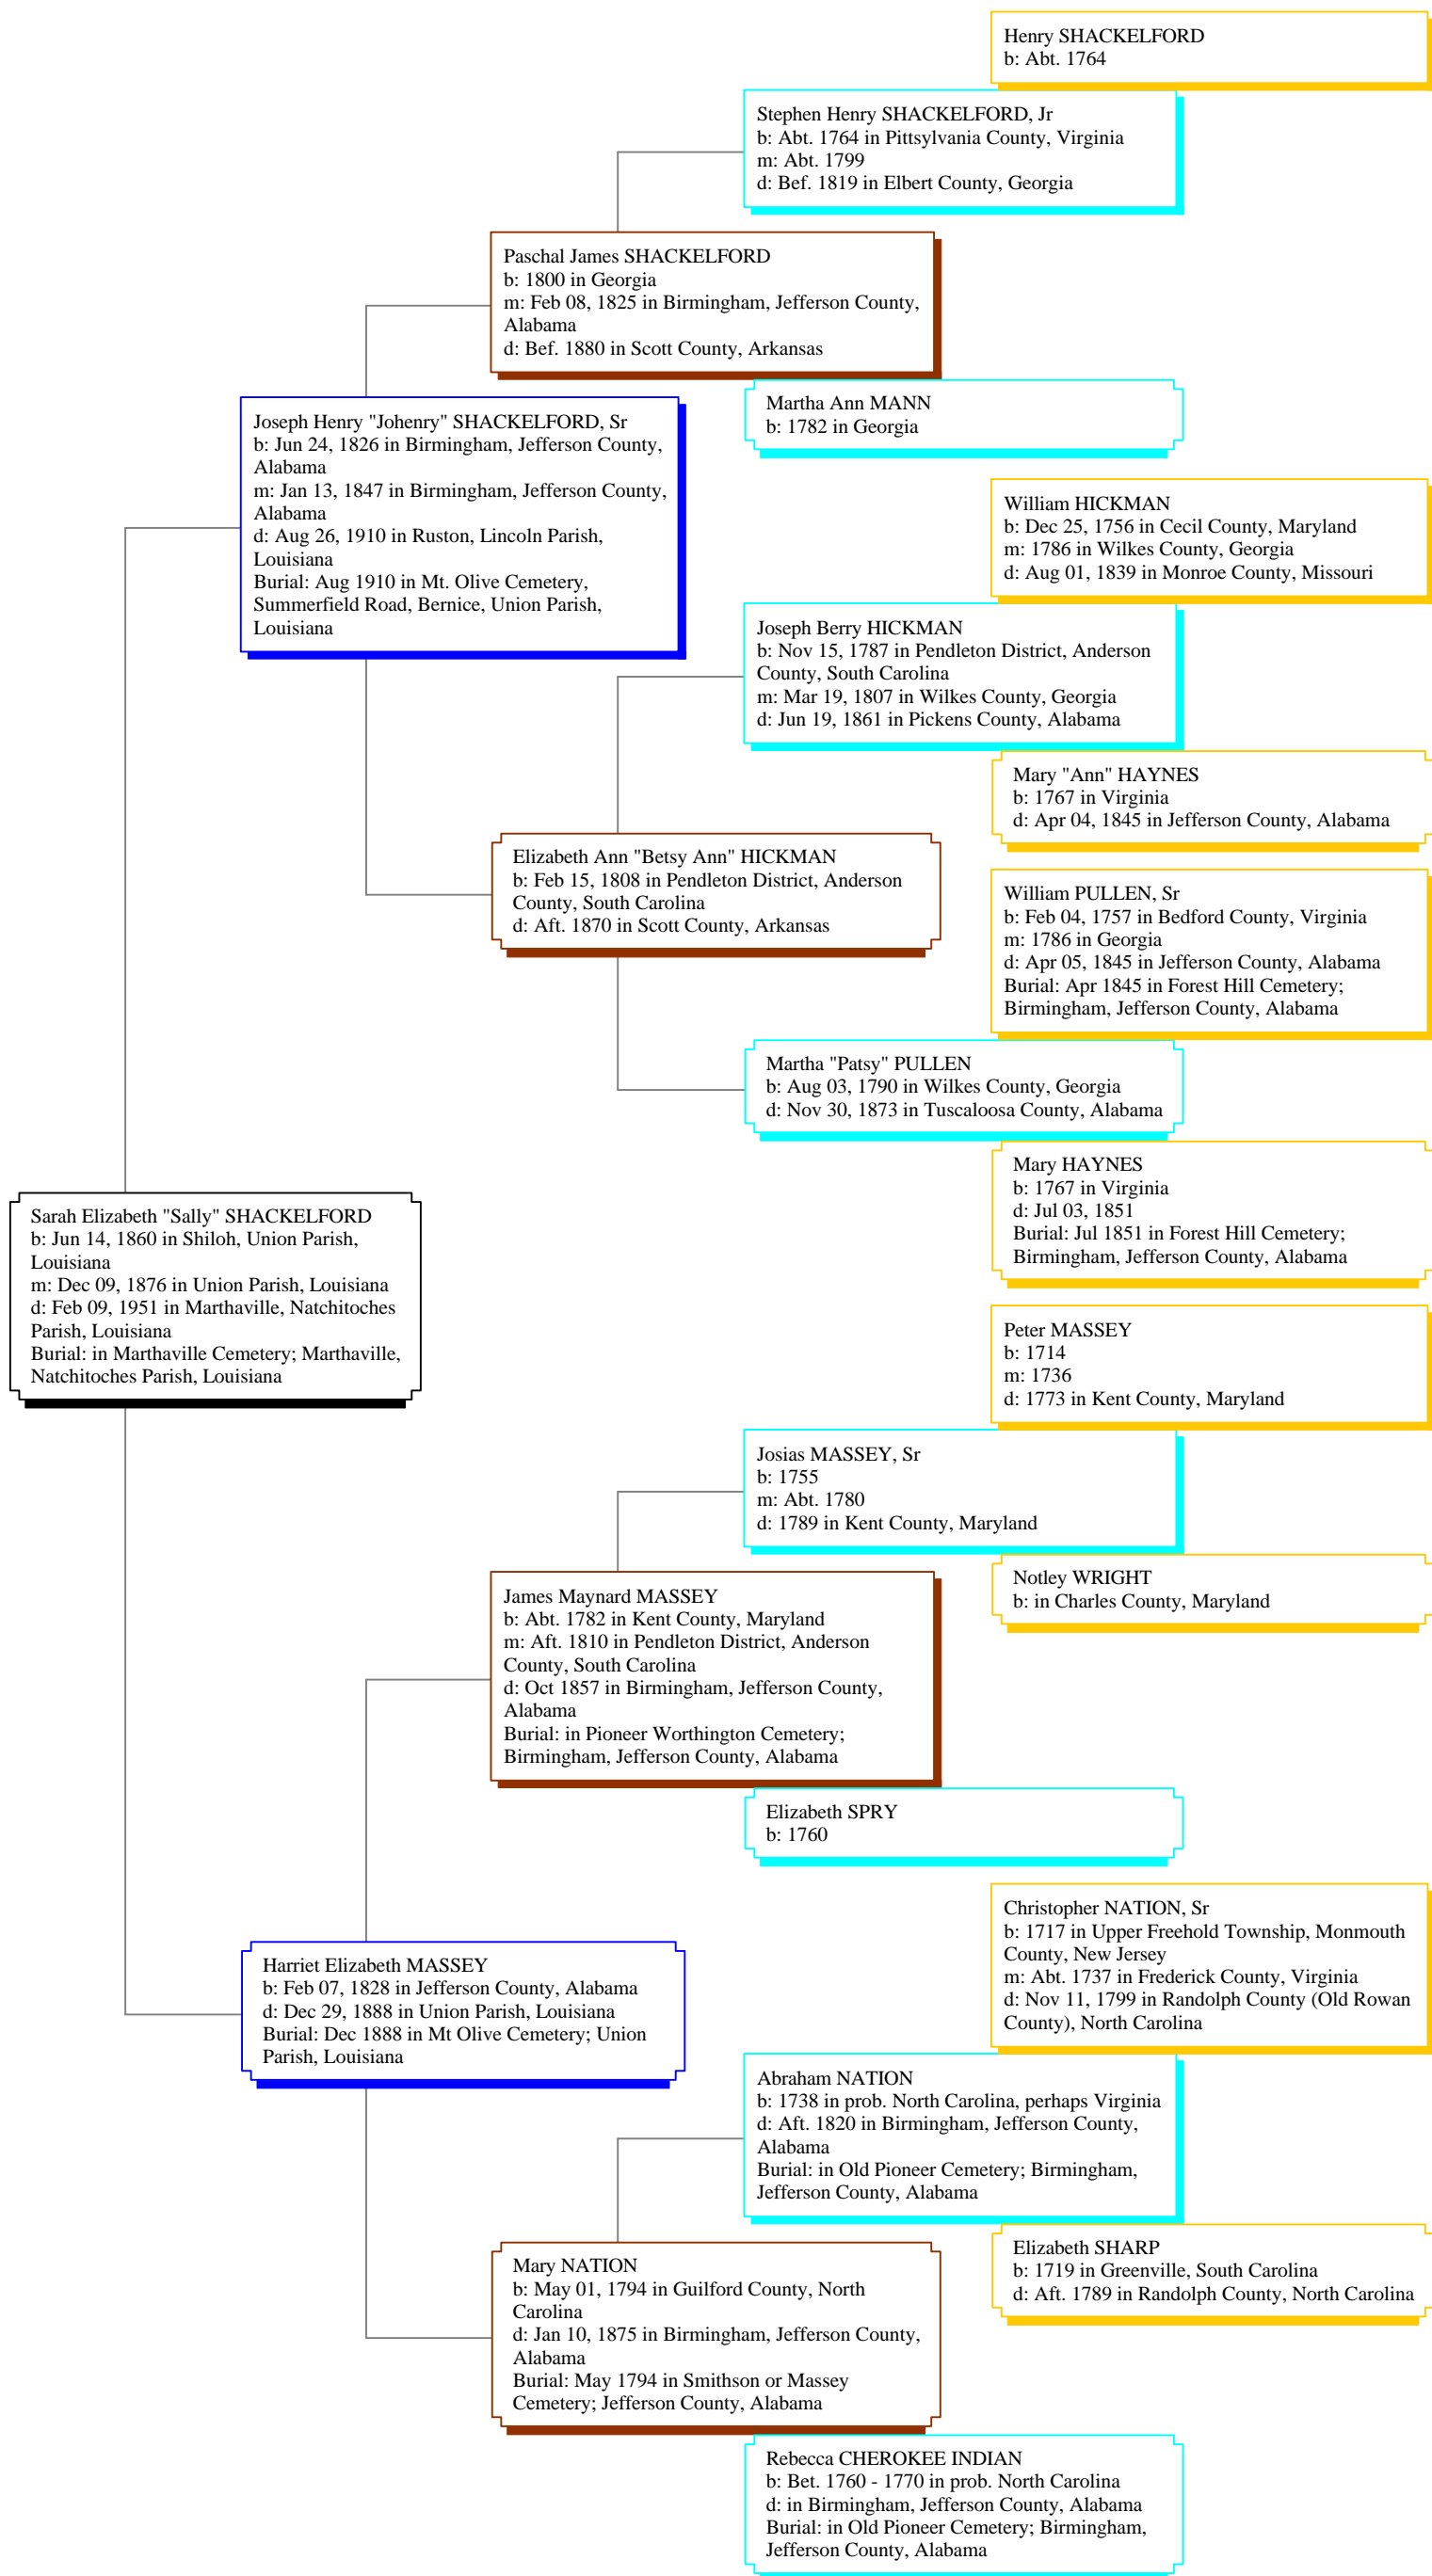 Henry SHACKELFORD
b: Abt. 1764
Stephen Henry SHACKELFORD, Jr
b: Abt. 1764 in Pittsylvania County, Virginia
m: Abt. 1799
d: Bef. 1819 in Elbert County, Georgia
Paschal James SHACKELFORD
b: 1800 in Georgia
m: Feb 08, 1825 in Birmingham, Jefferson County,
Alabama
d: Bef. 1880 in Scott County, Arkansas
Martha Ann MANN
b: 1782 in Georgia
Joseph Henry "Johenry" SHACKELFORD, Sr
b: Jun 24, 1826 in Birmingham, Jefferson County,
Alabama
m: Jan 13, 1847 in Birmingham, Jefferson County,
Alabama
d: Aug 26, 1910 in Ruston, Lincoln Parish,
Louisiana
Burial: Aug 1910 in Mt. Olive Cemetery,
Summerfield Road, Bernice, Union Parish,
Louisiana
William HICKMAN
b: Dec 25, 1756 in Cecil County, Maryland
m: 1786 in Wilkes County, Georgia
d: Aug 01, 1839 in Monroe County, Missouri
Joseph Berry HICKMAN
b: Nov 15, 1787 in Pendleton District, Anderson
County, South Carolina
m: Mar 19, 1807 in Wilkes County, Georgia
d: Jun 19, 1861 in Pickens County, Alabama
Mary "Ann" HAYNES
b: 1767 in Virginia
d: Apr 04, 1845 in Jefferson County, Alabama
Elizabeth Ann "Betsy Ann" HICKMAN
b: Feb 15, 1808 in Pendleton District, Anderson
County, South Carolina
d: Aft. 1870 in Scott County, Arkansas
William PULLEN, Sr
b: Feb 04, 1757 in Bedford County, Virginia
m: 1786 in Georgia
d: Apr 05, 1845 in Jefferson County, Alabama
Burial: Apr 1845 in Forest Hill Cemetery;
Birmingham, Jefferson County, Alabama
Martha "Patsy" PULLEN
b: Aug 03, 1790 in Wilkes County, Georgia
d: Nov 30, 1873 in Tuscaloosa County, Alabama
Mary HAYNES
b: 1767 in Virginia
d: Jul 03, 1851
Burial: Jul 1851 in Forest Hill Cemetery;
Birmingham, Jefferson County, Alabama
Sarah Elizabeth "Sally" SHACKELFORD
b: Jun 14, 1860 in Shiloh, Union Parish,
Louisiana
m: Dec 09, 1876 in Union Parish, Louisiana
d: Feb 09, 1951 in Marthaville, Natchitoches
Parish, Louisiana
Burial: in Marthaville Cemetery; Marthaville,
Natchitoches Parish, Louisiana
Peter MASSEY
b: 1714
m: 1736
d: 1773 in Kent County, Maryland
Josias MASSEY, Sr
b: 1755
m: Abt. 1780
d: 1789 in Kent County, Maryland
Notley WRIGHT
b: in Charles County, Maryland
James Maynard MASSEY
b: Abt. 1782 in Kent County, Maryland
m: Aft. 1810 in Pendleton District, Anderson
County, South Carolina
d: Oct 1857 in Birmingham, Jefferson County,
Alabama
Burial: in Pioneer Worthington Cemetery;
Birmingham, Jefferson County, Alabama
Elizabeth SPRY
b: 1760
Harriet Elizabeth MASSEY
b: Feb 07, 1828 in Jefferson County, Alabama
d: Dec 29, 1888 in Union Parish, Louisiana
Burial: Dec 1888 in Mt Olive Cemetery; Union
Parish, Louisiana
Christopher NATION, Sr
b: 1717 in Upper Freehold Township, Monmouth
County, New Jersey
m: Abt. 1737 in Frederick County, Virginia
d: Nov 11, 1799 in Randolph County (Old Rowan
County), North Carolina
Abraham NATION
b: 1738 in prob. North Carolina, perhaps Virginia
d: Aft. 1820 in Birmingham, Jefferson County,
Alabama
Burial: in Old Pioneer Cemetery; Birmingham,
Jefferson County, Alabama
Elizabeth SHARP
b: 1719 in Greenville, South Carolina
d: Aft. 1789 in Randolph County, North Carolina
Mary NATION
b: May 01, 1794 in Guilford County, North
Carolina
d: Jan 10, 1875 in Birmingham, Jefferson County,
Alabama
Burial: May 1794 in Smithson or Massey
Cemetery; Jefferson County, Alabama
Rebecca CHEROKEE INDIAN
b: Bet. 1760 - 1770 in prob. North Carolina
d: in Birmingham, Jefferson County, Alabama
Burial: in Old Pioneer Cemetery; Birmingham,
Jefferson County, Alabama